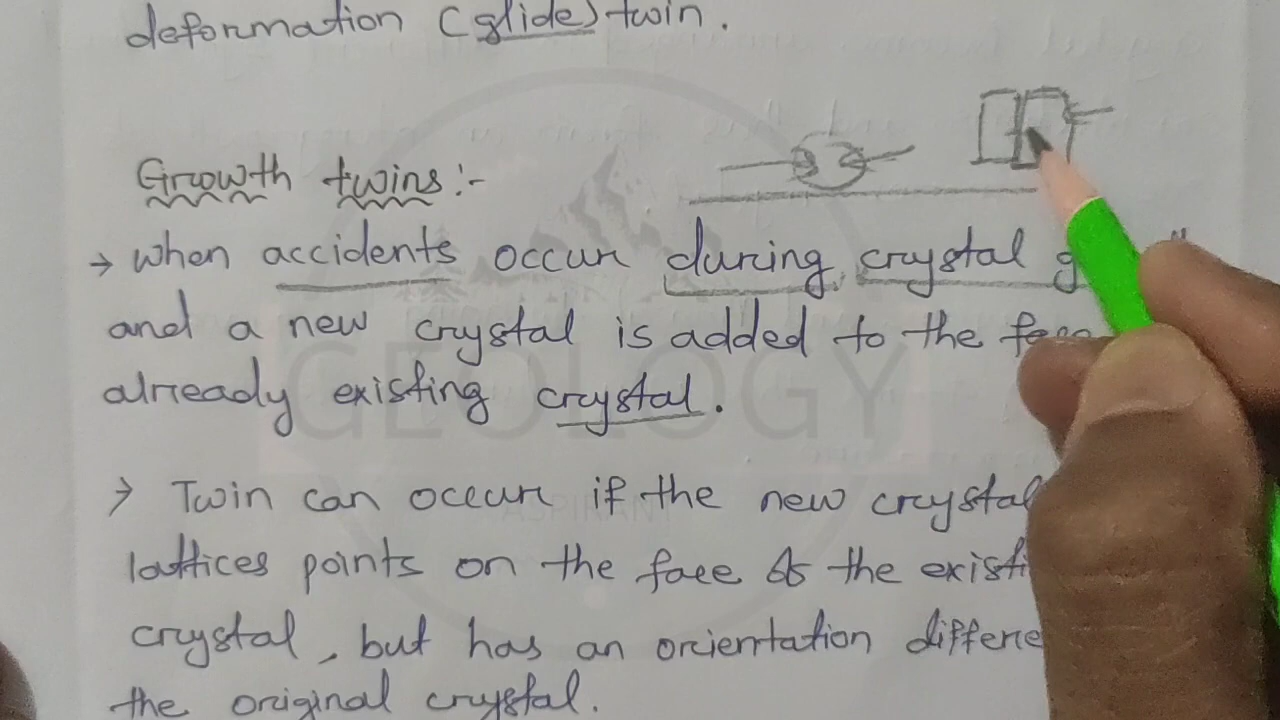 deformation (glide) twin.
Growth twins :-
→ When accidents occur during crystal
and a new crystal is added to the
already existing crystal.
→ Twin can occur if the new crystal
lattices points on the face of the
crystal, but has an orientation
the original crystal.
GEOLOGY
ASPIRANT